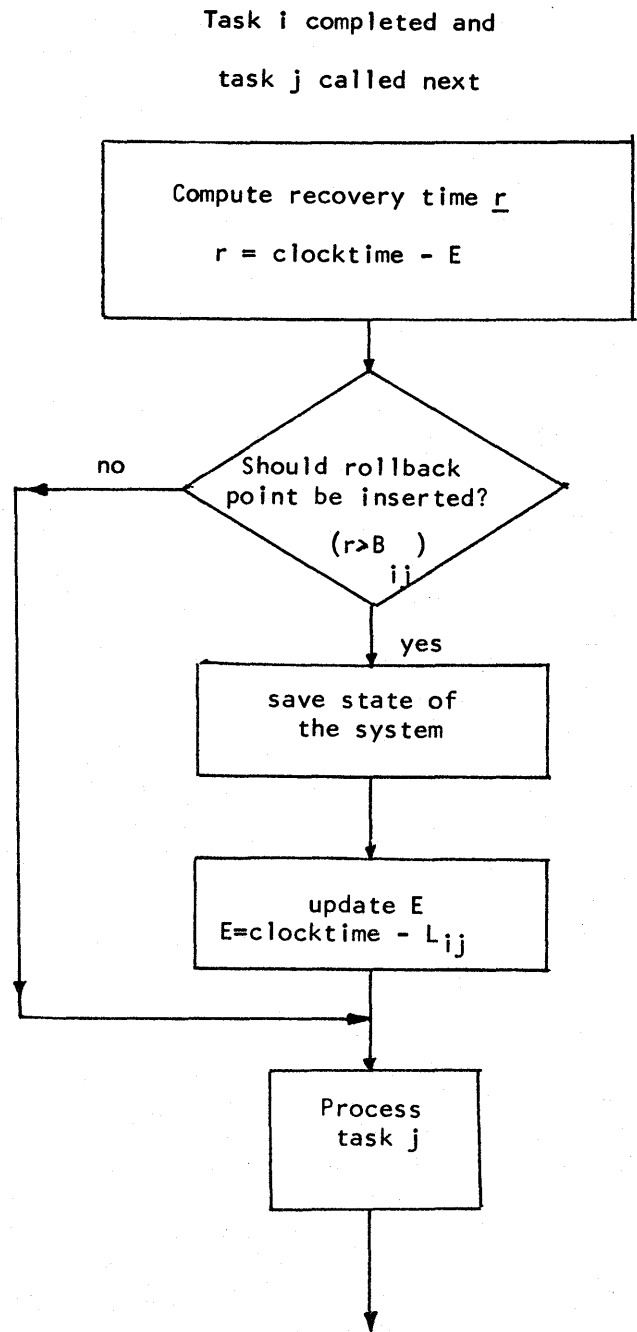 Task i completed and
task j called next
Compute recovery time r
r = clocktime - E
no
Should rollback
point be inserted?
(r>B    )
ij
yes
save state of
the system
update E
E=clocktime - L ij
Process
task j